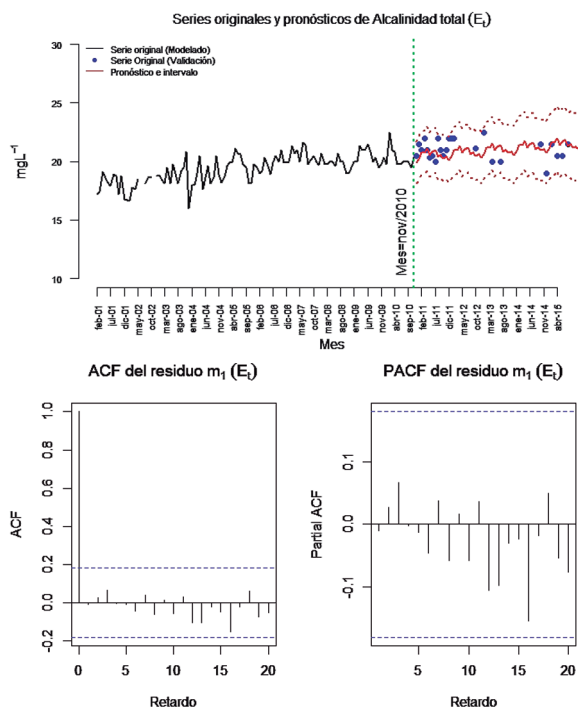 Series originales y pronósticos de Alcalinidad total (Et)
Serie original (Modelado)
Serie Original (Validación)
Pronóstico e intervalo
mgL−1
30
25
20
15
10
Mes=nov/2010
feb-01
jul-01
dic-01
may-02
oct-02
mar-03
ago-03
ene-04
jun-04
nov-04
abr-05
sep-05
feb-06
jul-06
dic-06
may-07
oct-07
mar-08
ago-08
ene-09
jun-09
nov-09
abr-10
sep-10
feb-11
jul-11
dic-11
may-12
oct-12
mar-13
ago-13
ene-14
jun-14
nov-14
abr-15
Mes
ACF del residuo m1 (Et)
ACF
1.0
0.8
0.6
0.4
0.2
0.0
−0.2
0
5
10
15
20
Retardo
PACF del residuo m1 (Et)
Partial ACF
0.1
0.0
−0.1
5
10
15
20
Retardo